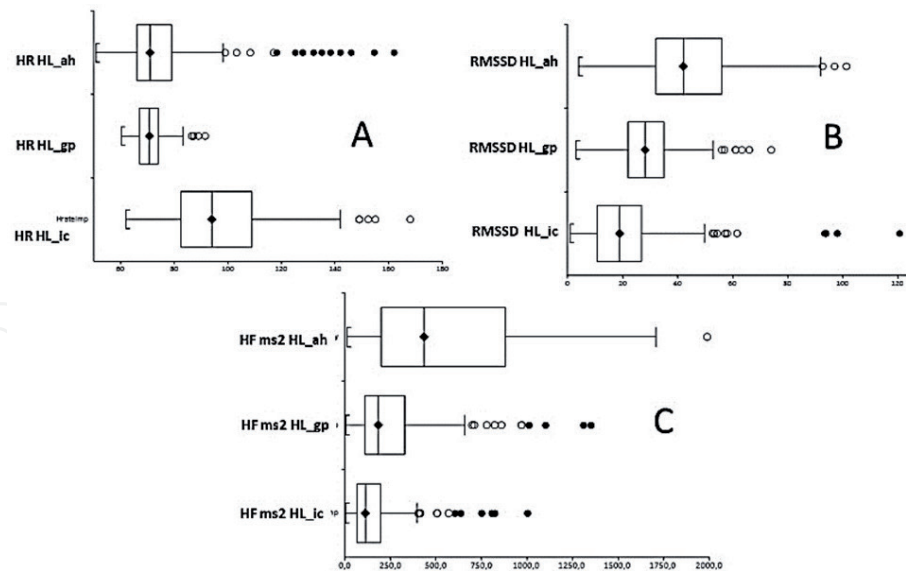 HR HL_ah
HR HL_gp
A
Hrateimp
HR HL_ic
60 80 100 120 140 160 180
RMSSD HL_ah
RMSSD HL_gp
B
RMSSD HL_ic
0 20 40 60 80 100 120
HF ms2 HL_ah
HF ms2 HL_gp
C
HF ms2 HL_ic
0,0 250,0 500,0 750,0 1000,0 1250,0 1500,0 1750,0 2000,0